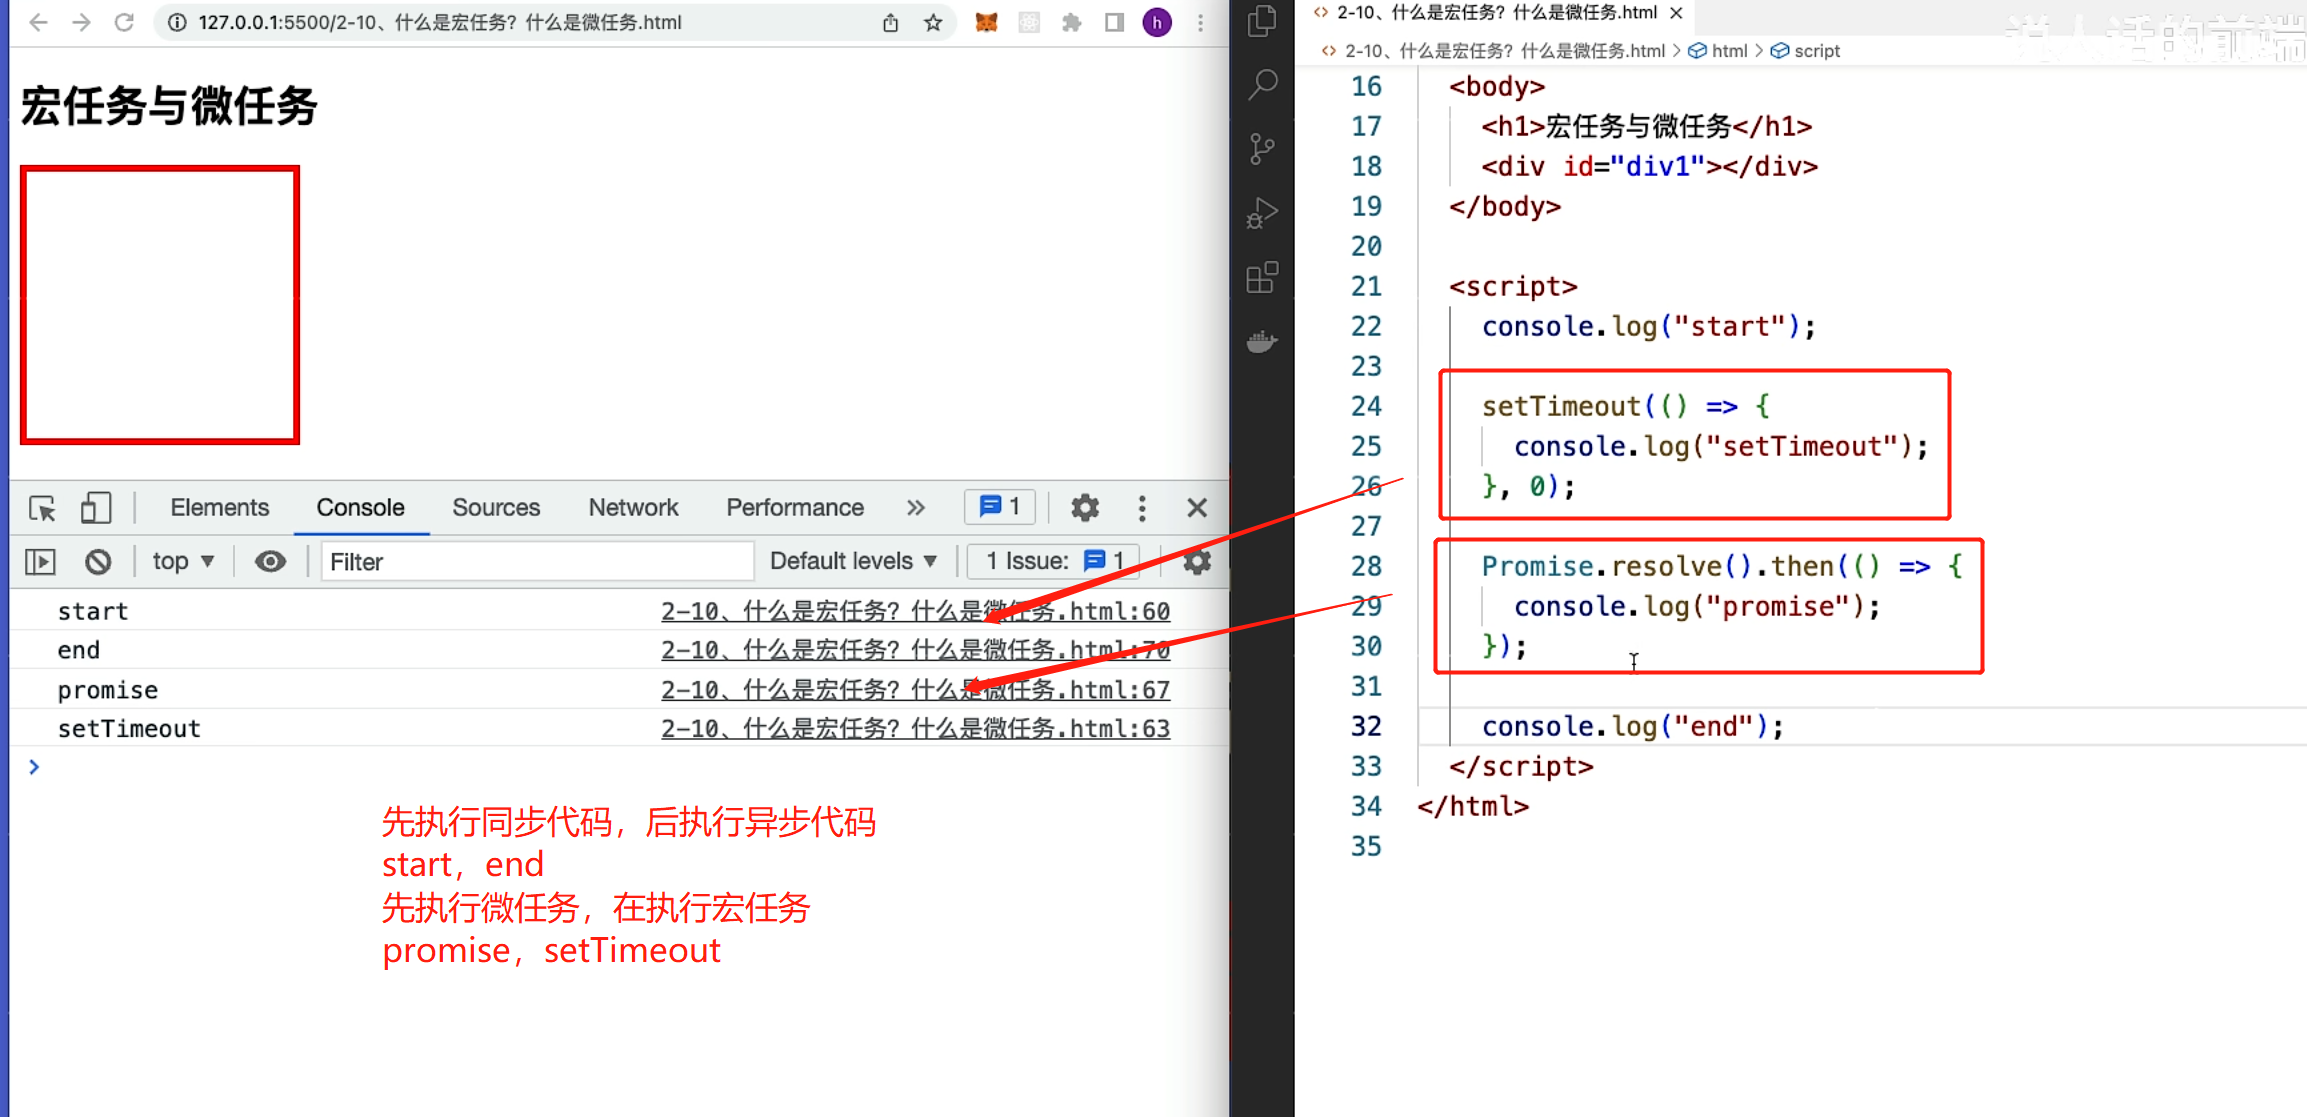 127.0.0.1:5500/2-10、什么是宏任务？什么是微任务.html
h
宏任务与微任务
Elements Console Sources Network Performance » 1
top ▼ Filter Default levels ▼ 1 Issue: 1
start 2-10、什么是宏任务？什么是微任务.html:60
end 2-10、什么是宏任务？什么是微任务.html:70
promise 2-10、什么是宏任务？什么是微任务.html:67
setTimeout 2-10、什么是宏任务？什么是微任务.html:63
>
先执行同步代码，后执行异步代码
start，end
先执行微任务，在执行宏任务
promise，setTimeout
<> 2-10、什么是宏任务？什么是微任务.html ×
说人话的前端
<> 2-10、什么是宏任务？什么是微任务.html > html > script
16 <body>
17 <h1>宏任务与微任务</h1>
18 <div id="div1"></div>
19 </body>
20
21 <script>
22 console.log("start");
23
24 setTimeout(() => {
25 console.log("setTimeout");
26 }, 0);
27
28 Promise.resolve().then(() => {
29 console.log("promise");
30 });
31
32 console.log("end");
33 </script>
34 </html>
35